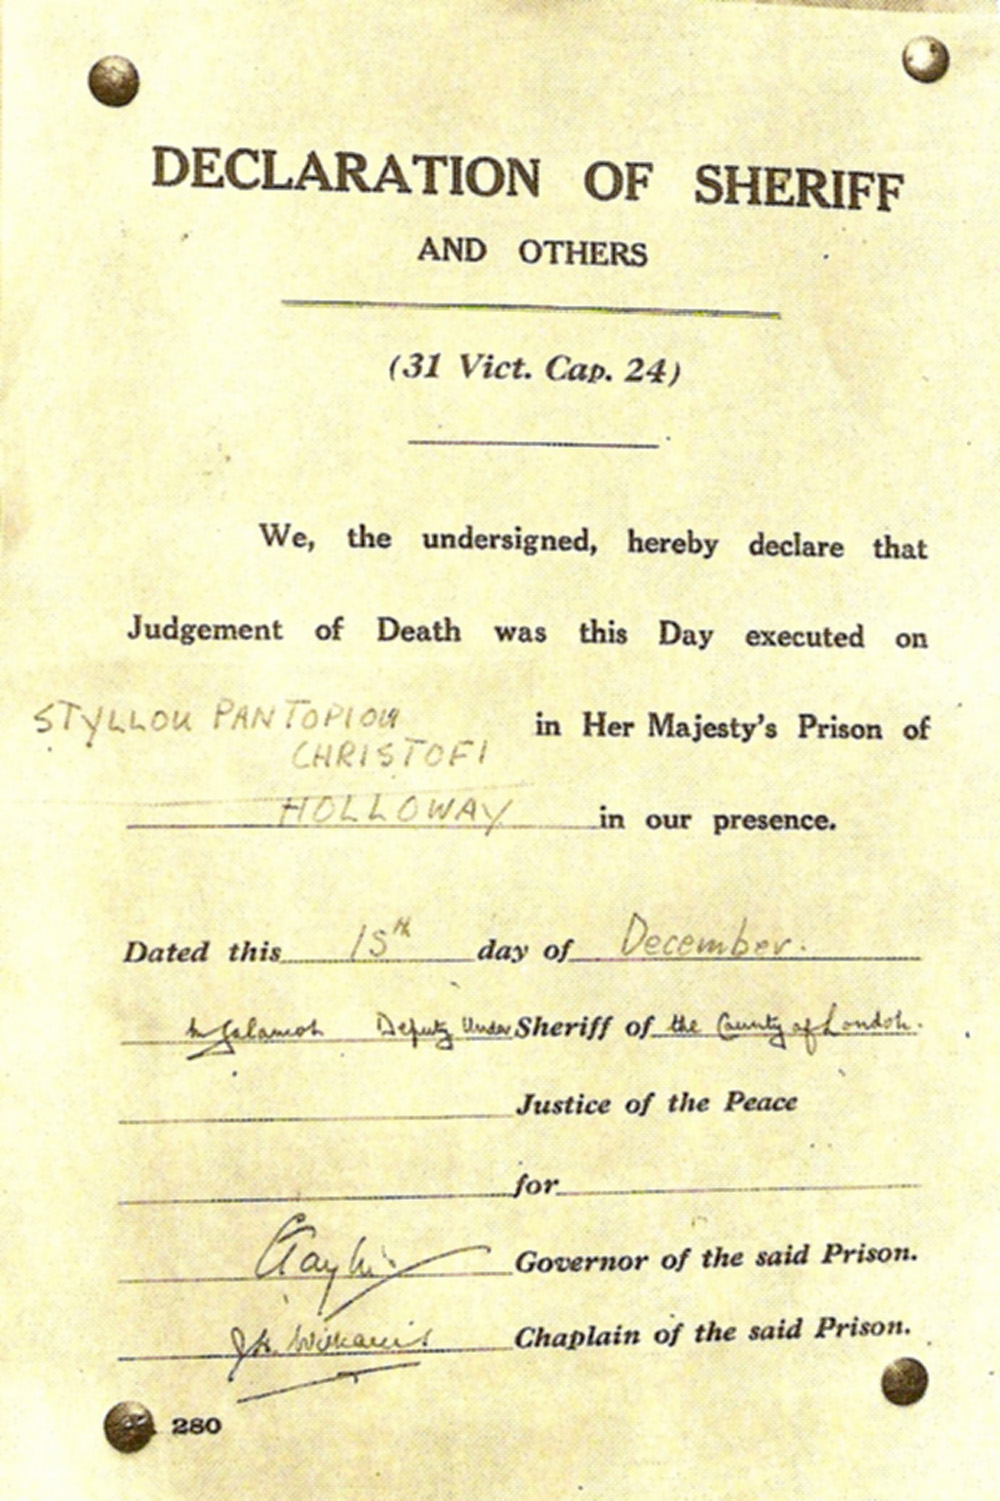 DECLARATION OF SHERIFF
AND OTHERS
(31 Vict. Cap. 24)
We, the undersigned, hereby declare that
Judgement of Death was this Day executed on
STYLLOU PANTOPIOU
CHRISTOFI in Her Majesty's Prison of
HOLLOWAY in our presence.
Dated this 15th day of December.
Deputy Under Sheriff of the County of London.
Justice of the Peace
for
Governor of the said Prison.
J.H. Williams Chaplain of the said Prison.
280